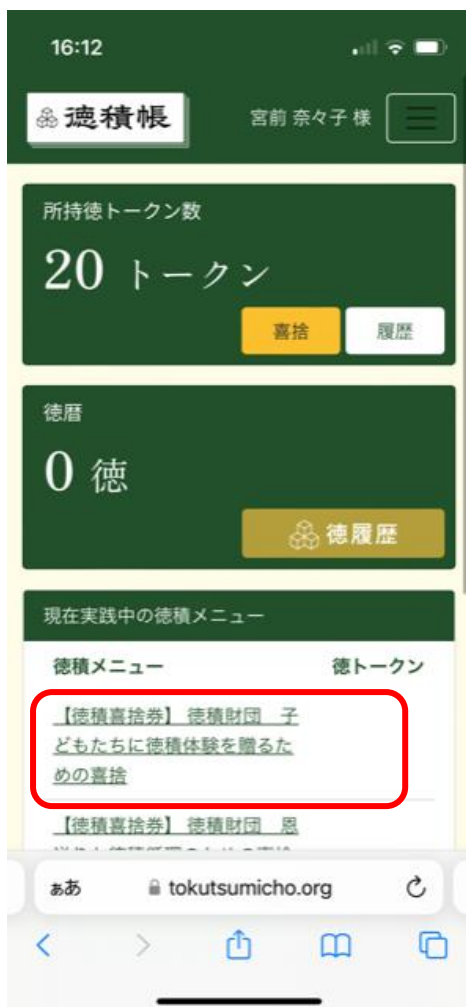 16:12
徳積帳
宮前 奈々子 様
所持徳トークン数
20 トークン
喜捨
履歴
徳暦
0 徳
徳履歴
現在実践中の徳積メニュー
徳積メニュー 徳トークン
【徳積喜捨券】 徳積財団 子
どもたちに徳積体験を贈るた
めの喜捨
【徳積喜捨券】 徳積財団 恩
ぁあ
tokutsumicho.org